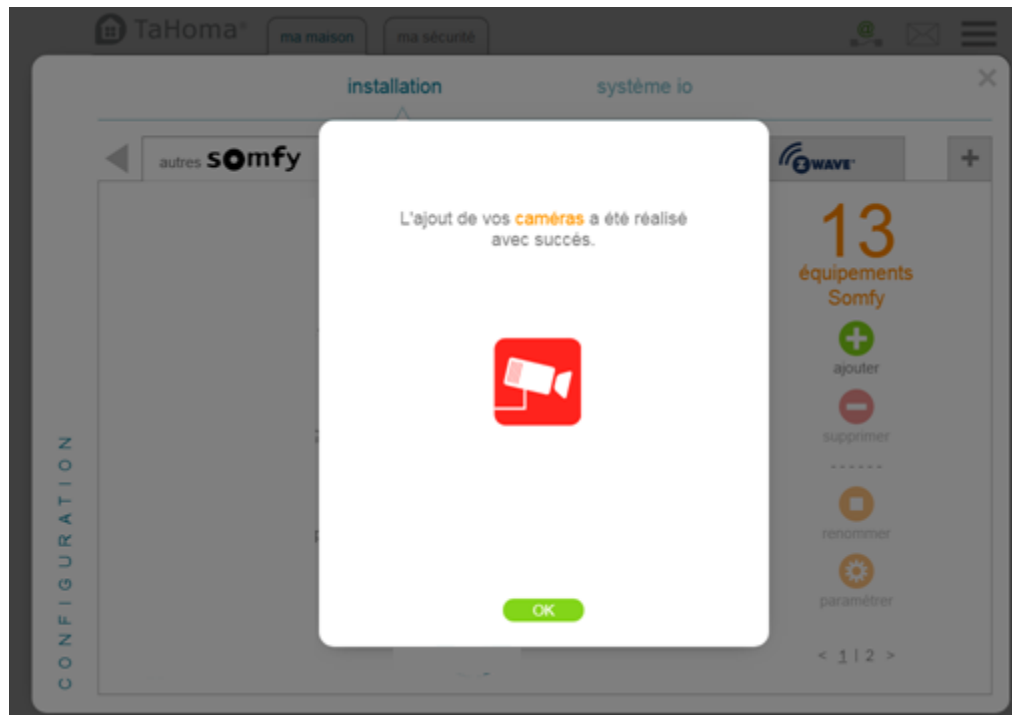 TaHoma®
ma maison
ma sécurité
@
installation
système io
autres somfy
Z WAVE
+
L'ajout de vos caméras a été réalisé
avec succés.
OK
13
équipements
Somfy
ajouter
supprimer
------
renommer
paramétrer
< 1 | 2 >
CONFIGURATION